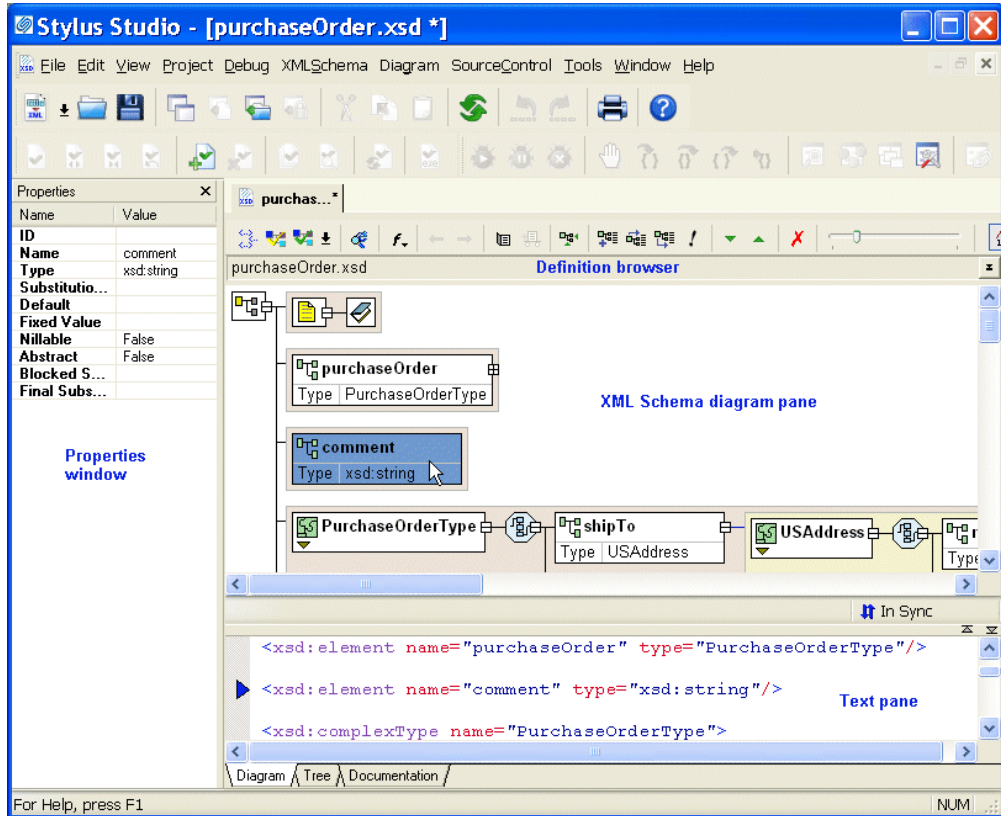 Stylus Studio - [purchaseOrder.xsd *]
File Edit View Project Debug XMLSchema Diagram SourceControl Tools Window Help
Properties
Name Value
ID
Name comment
Type xsd:string
Substitutio...
Default
Fixed Value
Nillable False
Abstract False
Blocked S...
Final Subs...
Properties
window
purchas...*
purchaseOrder.xsd
Definition browser
purchaseOrder
Type PurchaseOrderType
XML Schema diagram pane
comment
Type xsd:string
PurchaseOrderType
shipTo
Type USAddress
USAddress
In Sync
<xsd:element name="purchaseOrder" type="PurchaseOrderType"/>
<xsd:element name="comment" type="xsd:string"/>
Text pane
<xsd:complexType name="PurchaseOrderType">
Diagram Tree Documentation
For Help, press F1
NUM